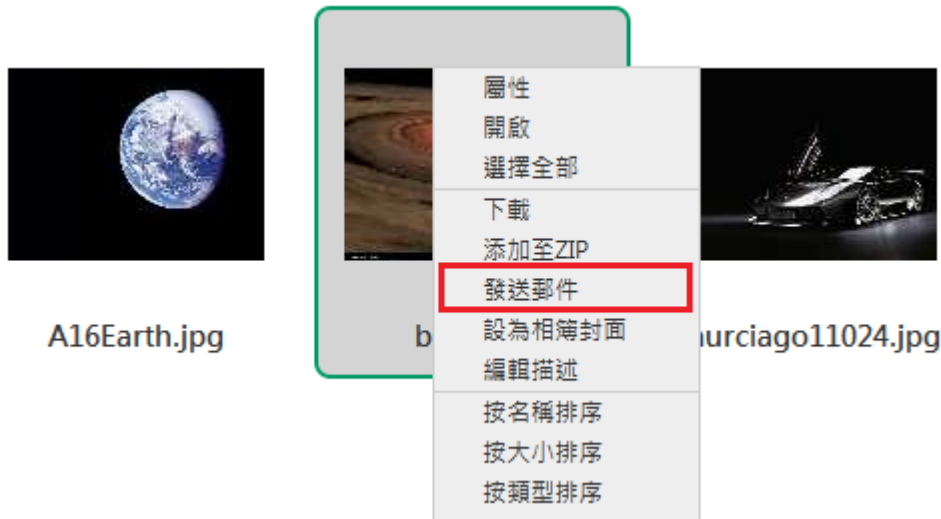 屬性
開啟
選擇全部
下載
添加至ZIP
發送郵件
設為相簿封面
編輯描述
按名稱排序
按大小排序
按類型排序
A16Earth.jpg
b
urciago11024.jpg